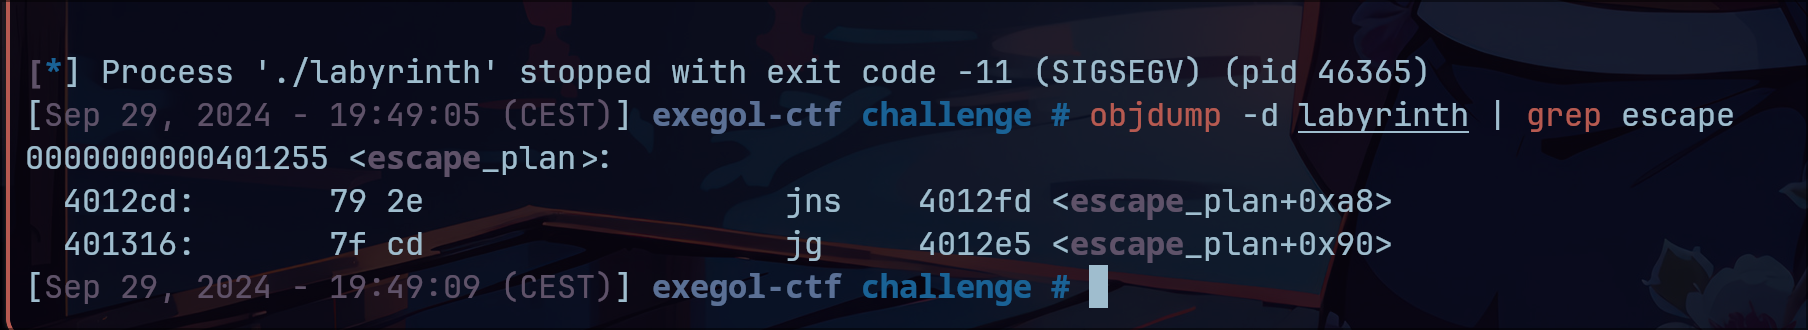 [*] Process './labyrinth' stopped with exit code -11 (SIGSEGV) (pid 46365)
[Sep 29, 2024 - 19:49:05 (CEST)] exegol-ctf challenge # objdump -d labyrinth | grep escape
0000000000401255 <escape_plan>:
  4012cd:       79 2e                   jns    4012fd <escape_plan+0xa8>
  401316:       7f cd                   jg     4012e5 <escape_plan+0x90>
[Sep 29, 2024 - 19:49:09 (CEST)] exegol-ctf challenge #